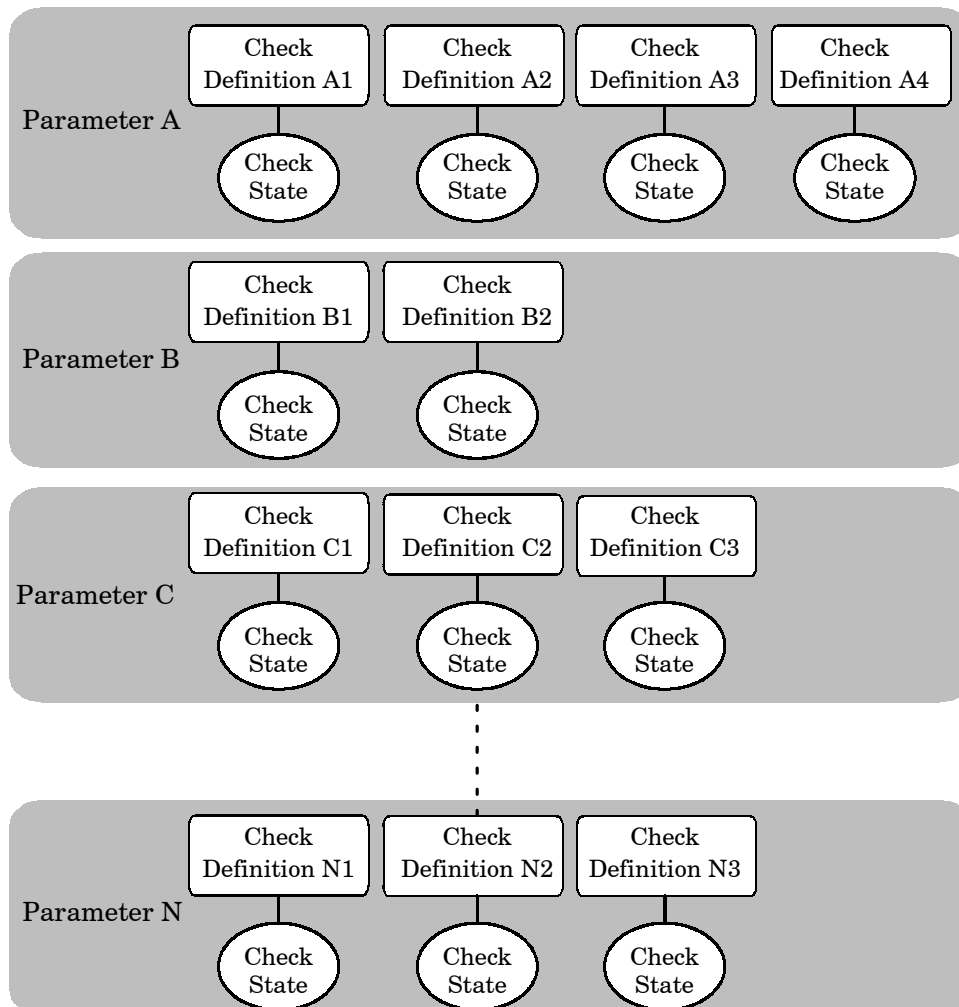 Check
Definition A1
Check
Definition A2
Check
Definition A3
Check
Definition A4
Parameter A
Check
State
Check
State
Check
State
Check
State
Check
Definition B1
Check
Definition B2
Parameter B
Check
State
Check
State
Check
Definition C1
Check
Definition C2
Check
Definition C3
Parameter C
Check
State
Check
State
Check
State
Check
Definition N1
Check
Definition N2
Check
Definition N3
Parameter N
Check
State
Check
State
Check
State